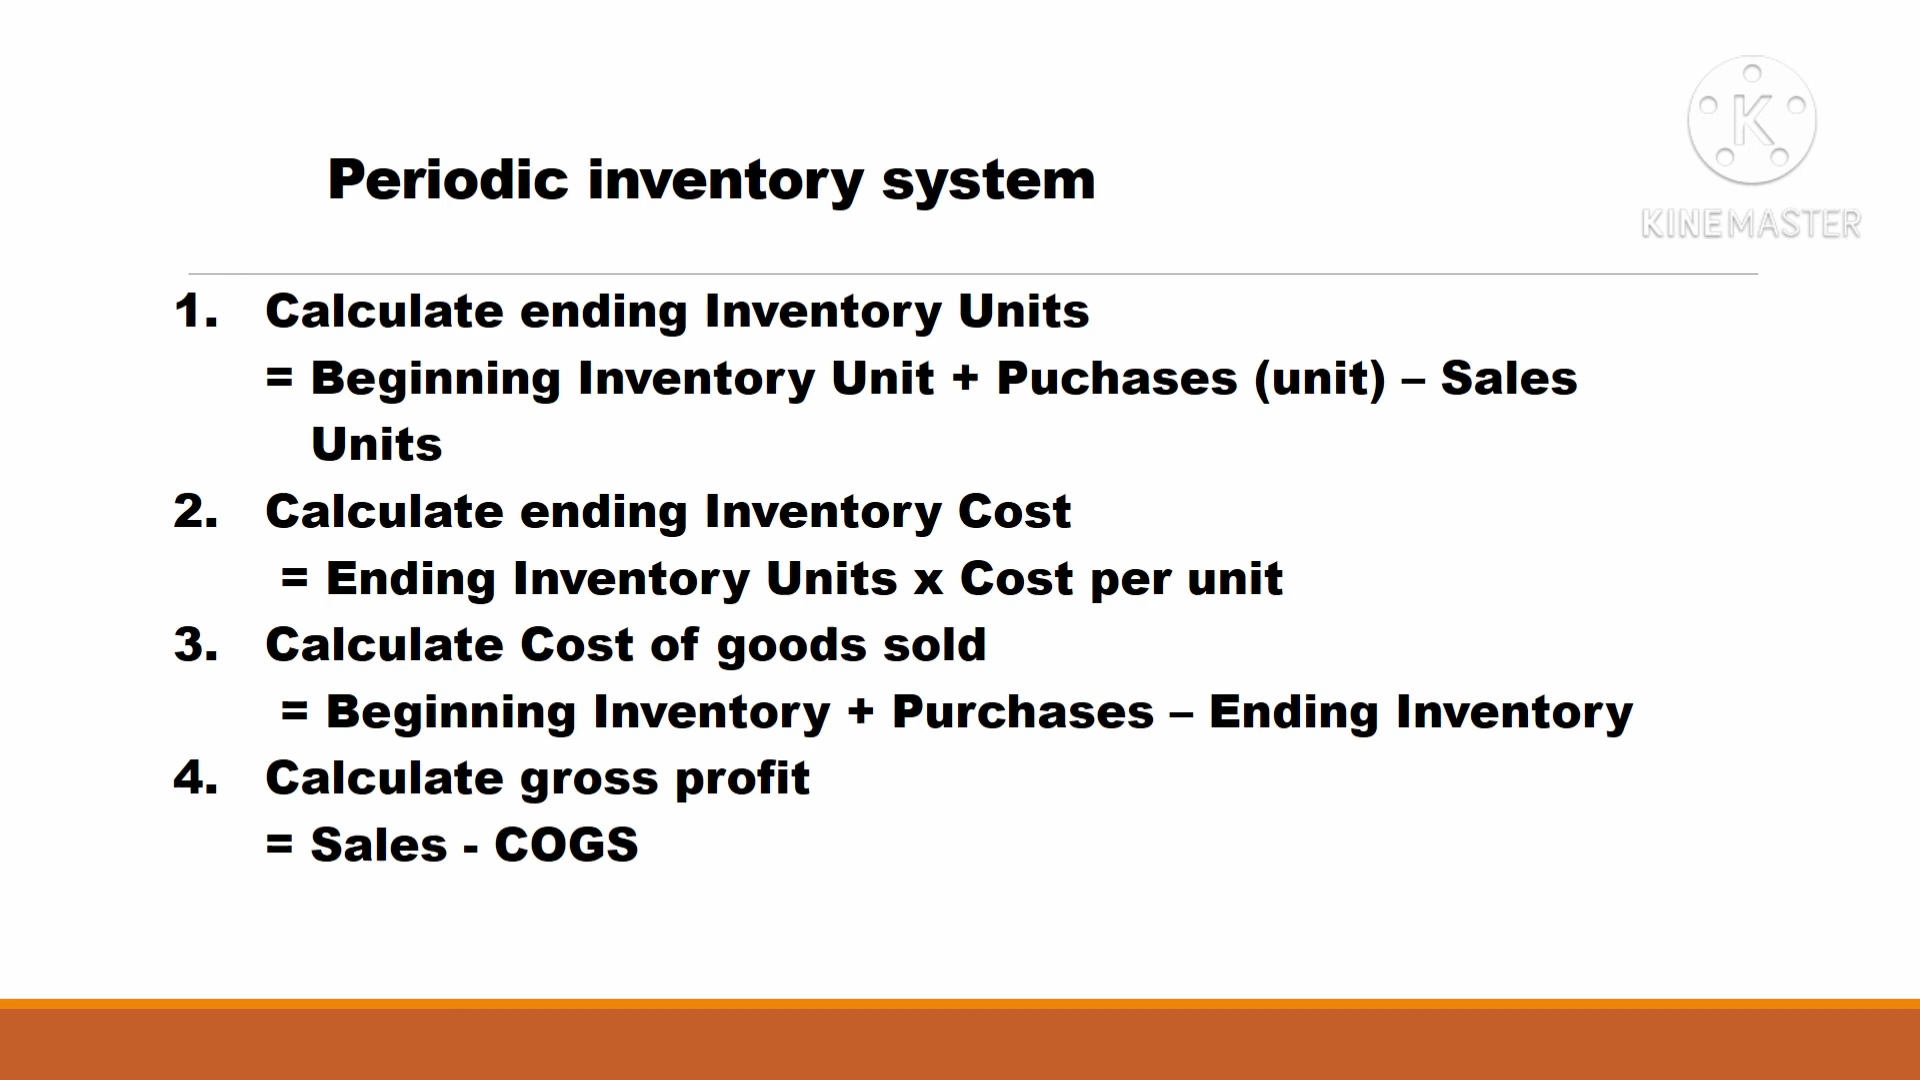 K
KINEMASTER
Periodic inventory system
1. Calculate ending Inventory Units
= Beginning Inventory Unit + Puchases (unit) – Sales
Units
2. Calculate ending Inventory Cost
= Ending Inventory Units x Cost per unit
3. Calculate Cost of goods sold
= Beginning Inventory + Purchases – Ending Inventory
4. Calculate gross profit
= Sales - COGS